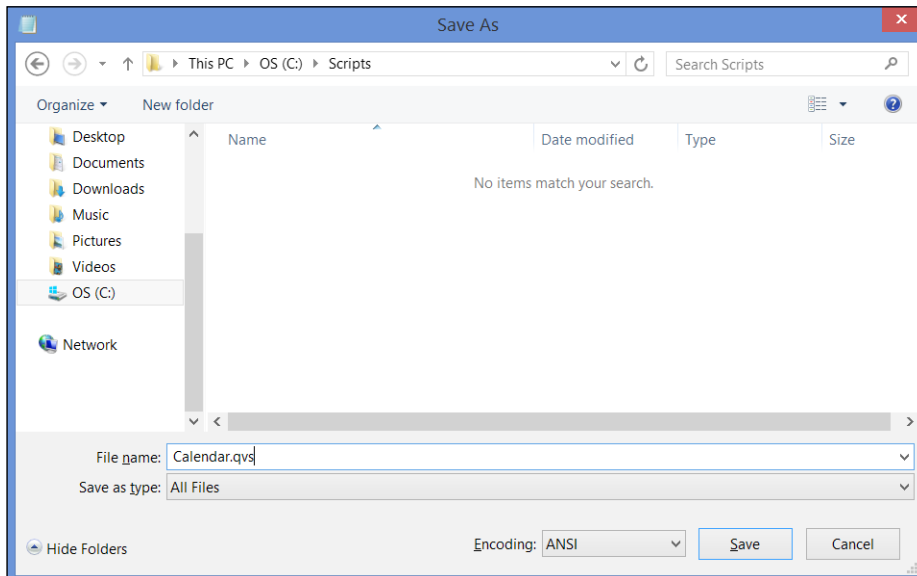 Save As
This PC OS (C:) Scripts Search Scripts
Organize New folder
Name Date modified Type Size
No items match your search.
Desktop
Documents
Downloads
Music
Pictures
Videos
OS (C:)
Network
File name: Calendar.qvs
Save as type: All Files
Hide Folders Encoding: ANSI Save Cancel